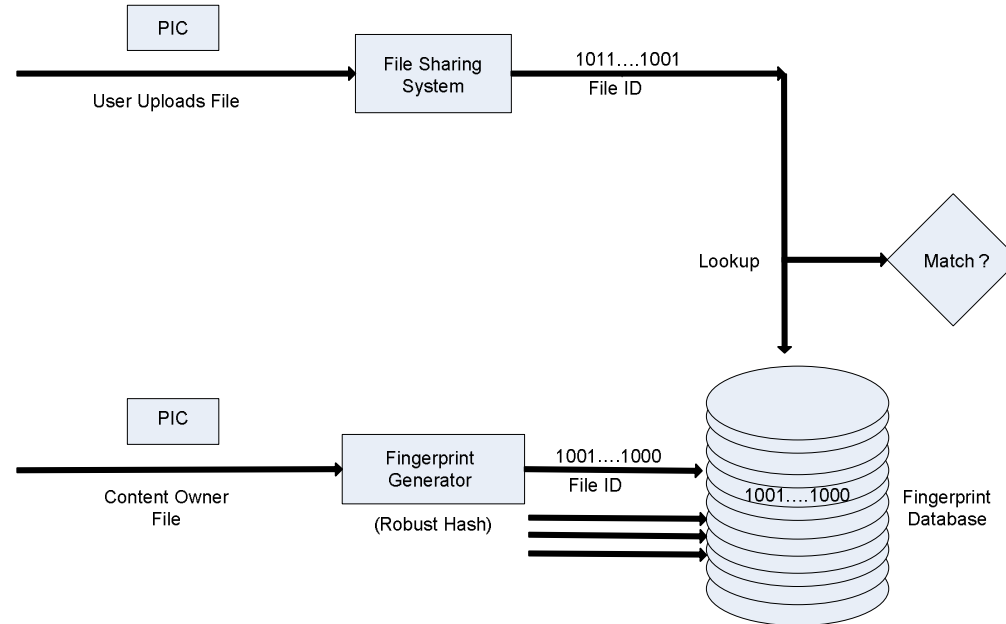 PIC
File Sharing
System
1011....1001
File ID
User Uploads File
Lookup
Match ?
PIC
Fingerprint
Generator
1001....1000
File ID
Content Owner
File
(Robust Hash)
1001....1000
Fingerprint
Database